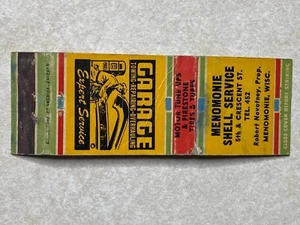 GARAGE
TOWING-REPAIRING-OVERHAULING
Expert Service
MOTOR TUNE UPS
& FIRESTONE
TIRES & TUBES
MENOMONIE
SHELL SERVICE
5th & CRESCENT ST.
TEL. 452
Robert Novotney, Prop.
MENOMONIE, WISC.
CLOSE COVER BEFORE STRIKING